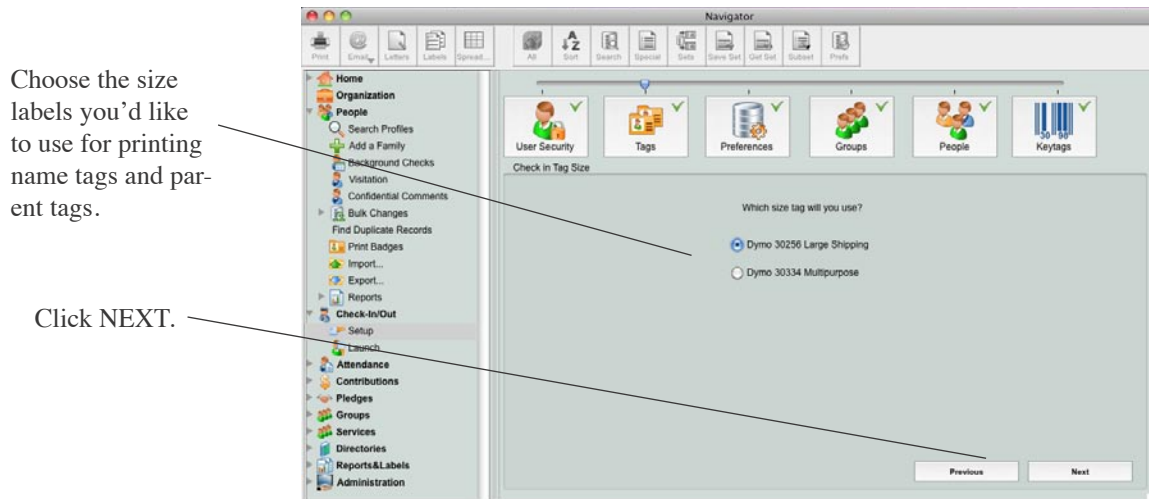 Choose the size
labels you'd like
to use for printing
name tags and par-
ent tags.
Click NEXT.
Navigator
Print Email Letters Labels Spread... All Sort Search Special Sets Save Set Get Set Subset Prefs
Home
Organization
People
Search Profiles
Add a Family
Background Checks
Visitation
Confidential Comments
Bulk Changes
Find Duplicate Records
Print Badges
Import...
Export...
Reports
Check-In/Out
Setup
Launch
Attendance
Contributions
Pledges
Groups
Services
Directories
Reports&Labels
Administration
User Security Tags Preferences Groups People Keytags
Check in Tag Size
Which size tag will you use?
Dymo 30256 Large Shipping
Dymo 30334 Multipurpose
Previous Next